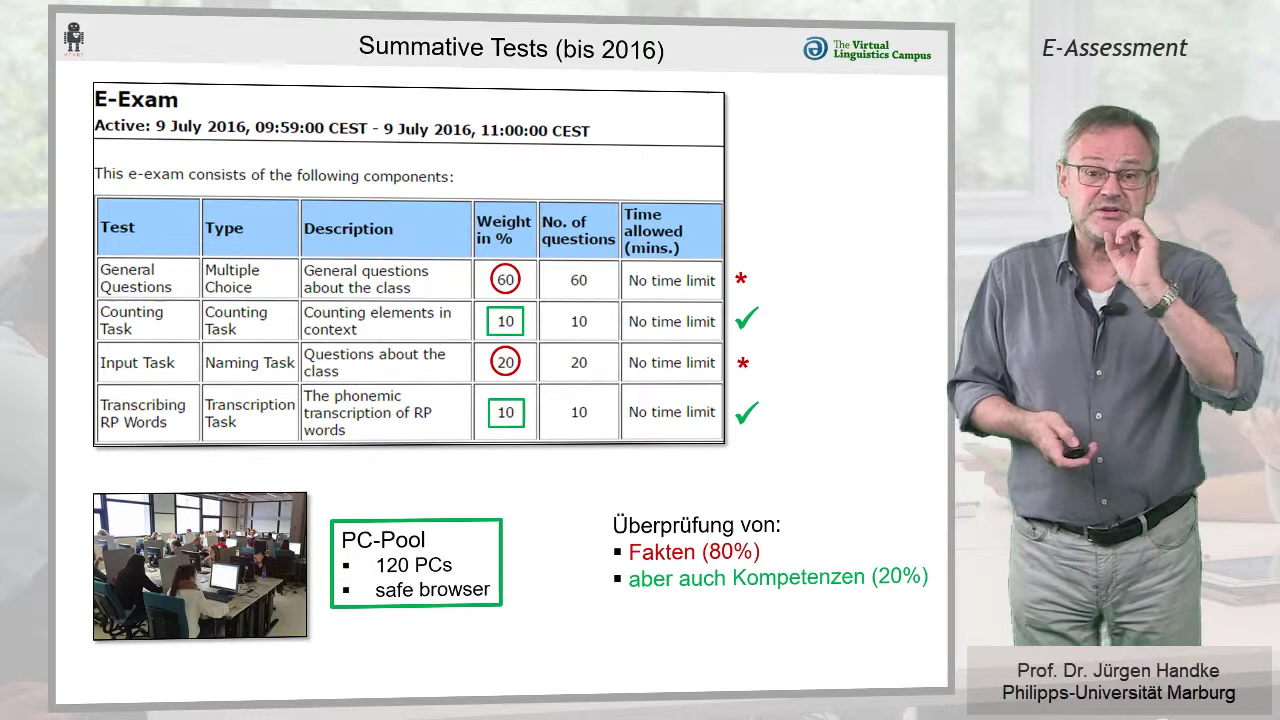 Summative Tests (bis 2016)
The Virtual
Linguistics Campus
E-Assessment
E-Exam
Active: 9 July 2016, 09:59:00 CEST - 9 July 2016, 11:00:00 CEST
This e-exam consists of the following components:
Test Type Description Weight in % No. of questions Time allowed (mins.)
General Questions Multiple Choice General questions about the class 60 60 No time limit *
Counting Task Counting Task Counting elements in context 10 10 No time limit ✓
Input Task Naming Task Questions about the class 20 20 No time limit *
Transcribing RP Words Transcription Task The phonemic transcription of RP words 10 10 No time limit ✓
PC-Pool
▪ 120 PCs
▪ safe browser
Überprüfung von:
▪ Fakten (80%)
▪ aber auch Kompetenzen (20%)
Prof. Dr. Jürgen Handke
Philipps-Universität Marburg